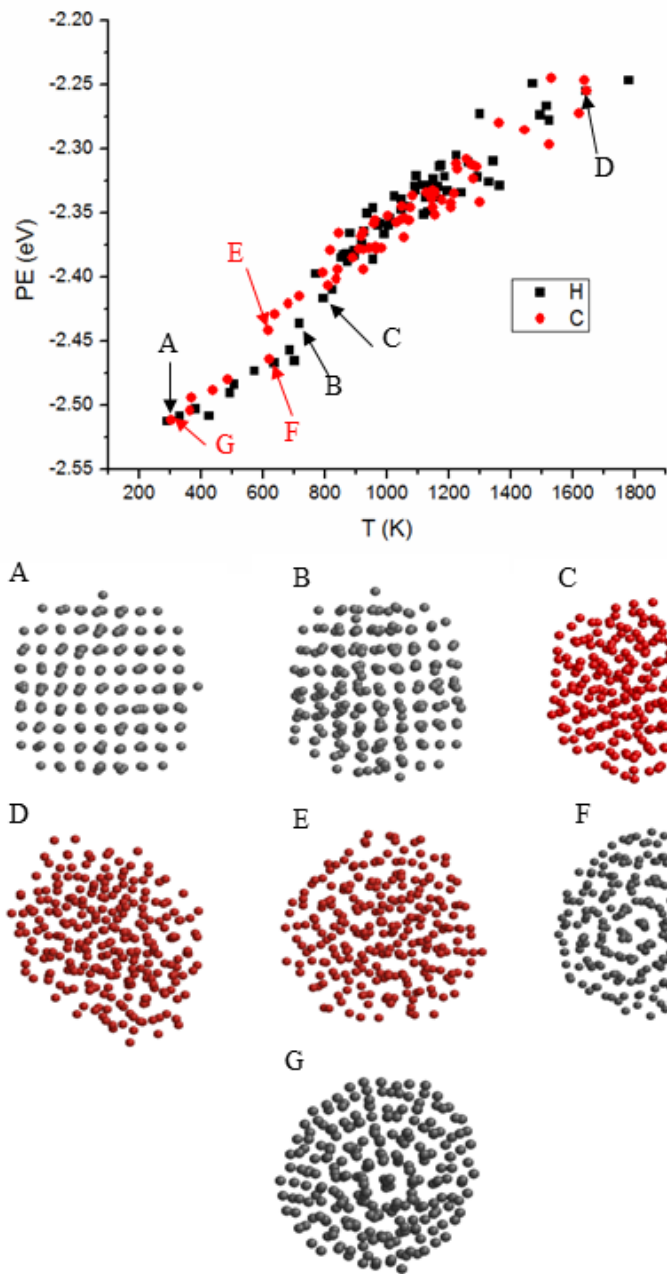 -2.20
-2.25
-2.30
-2.35
-2.40
-2.45
-2.50
-2.55
PE (eV)
D
E
H
C
A
C
B
F
G
200 400 600 800 1000 1200 1400 1600 1800
T (K)
A B C
D E F
G